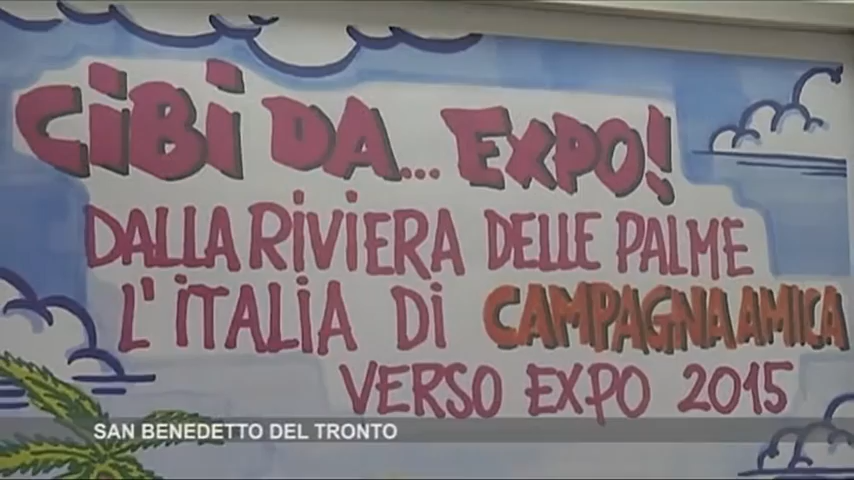 CiBi DA... EXPO!
DALLA RiViERA DELLE PALME
L'iTALiA Di CAMPAGNAAMICA
VERSO EXPO 2015
SAN BENEDETTO DEL TRONTO